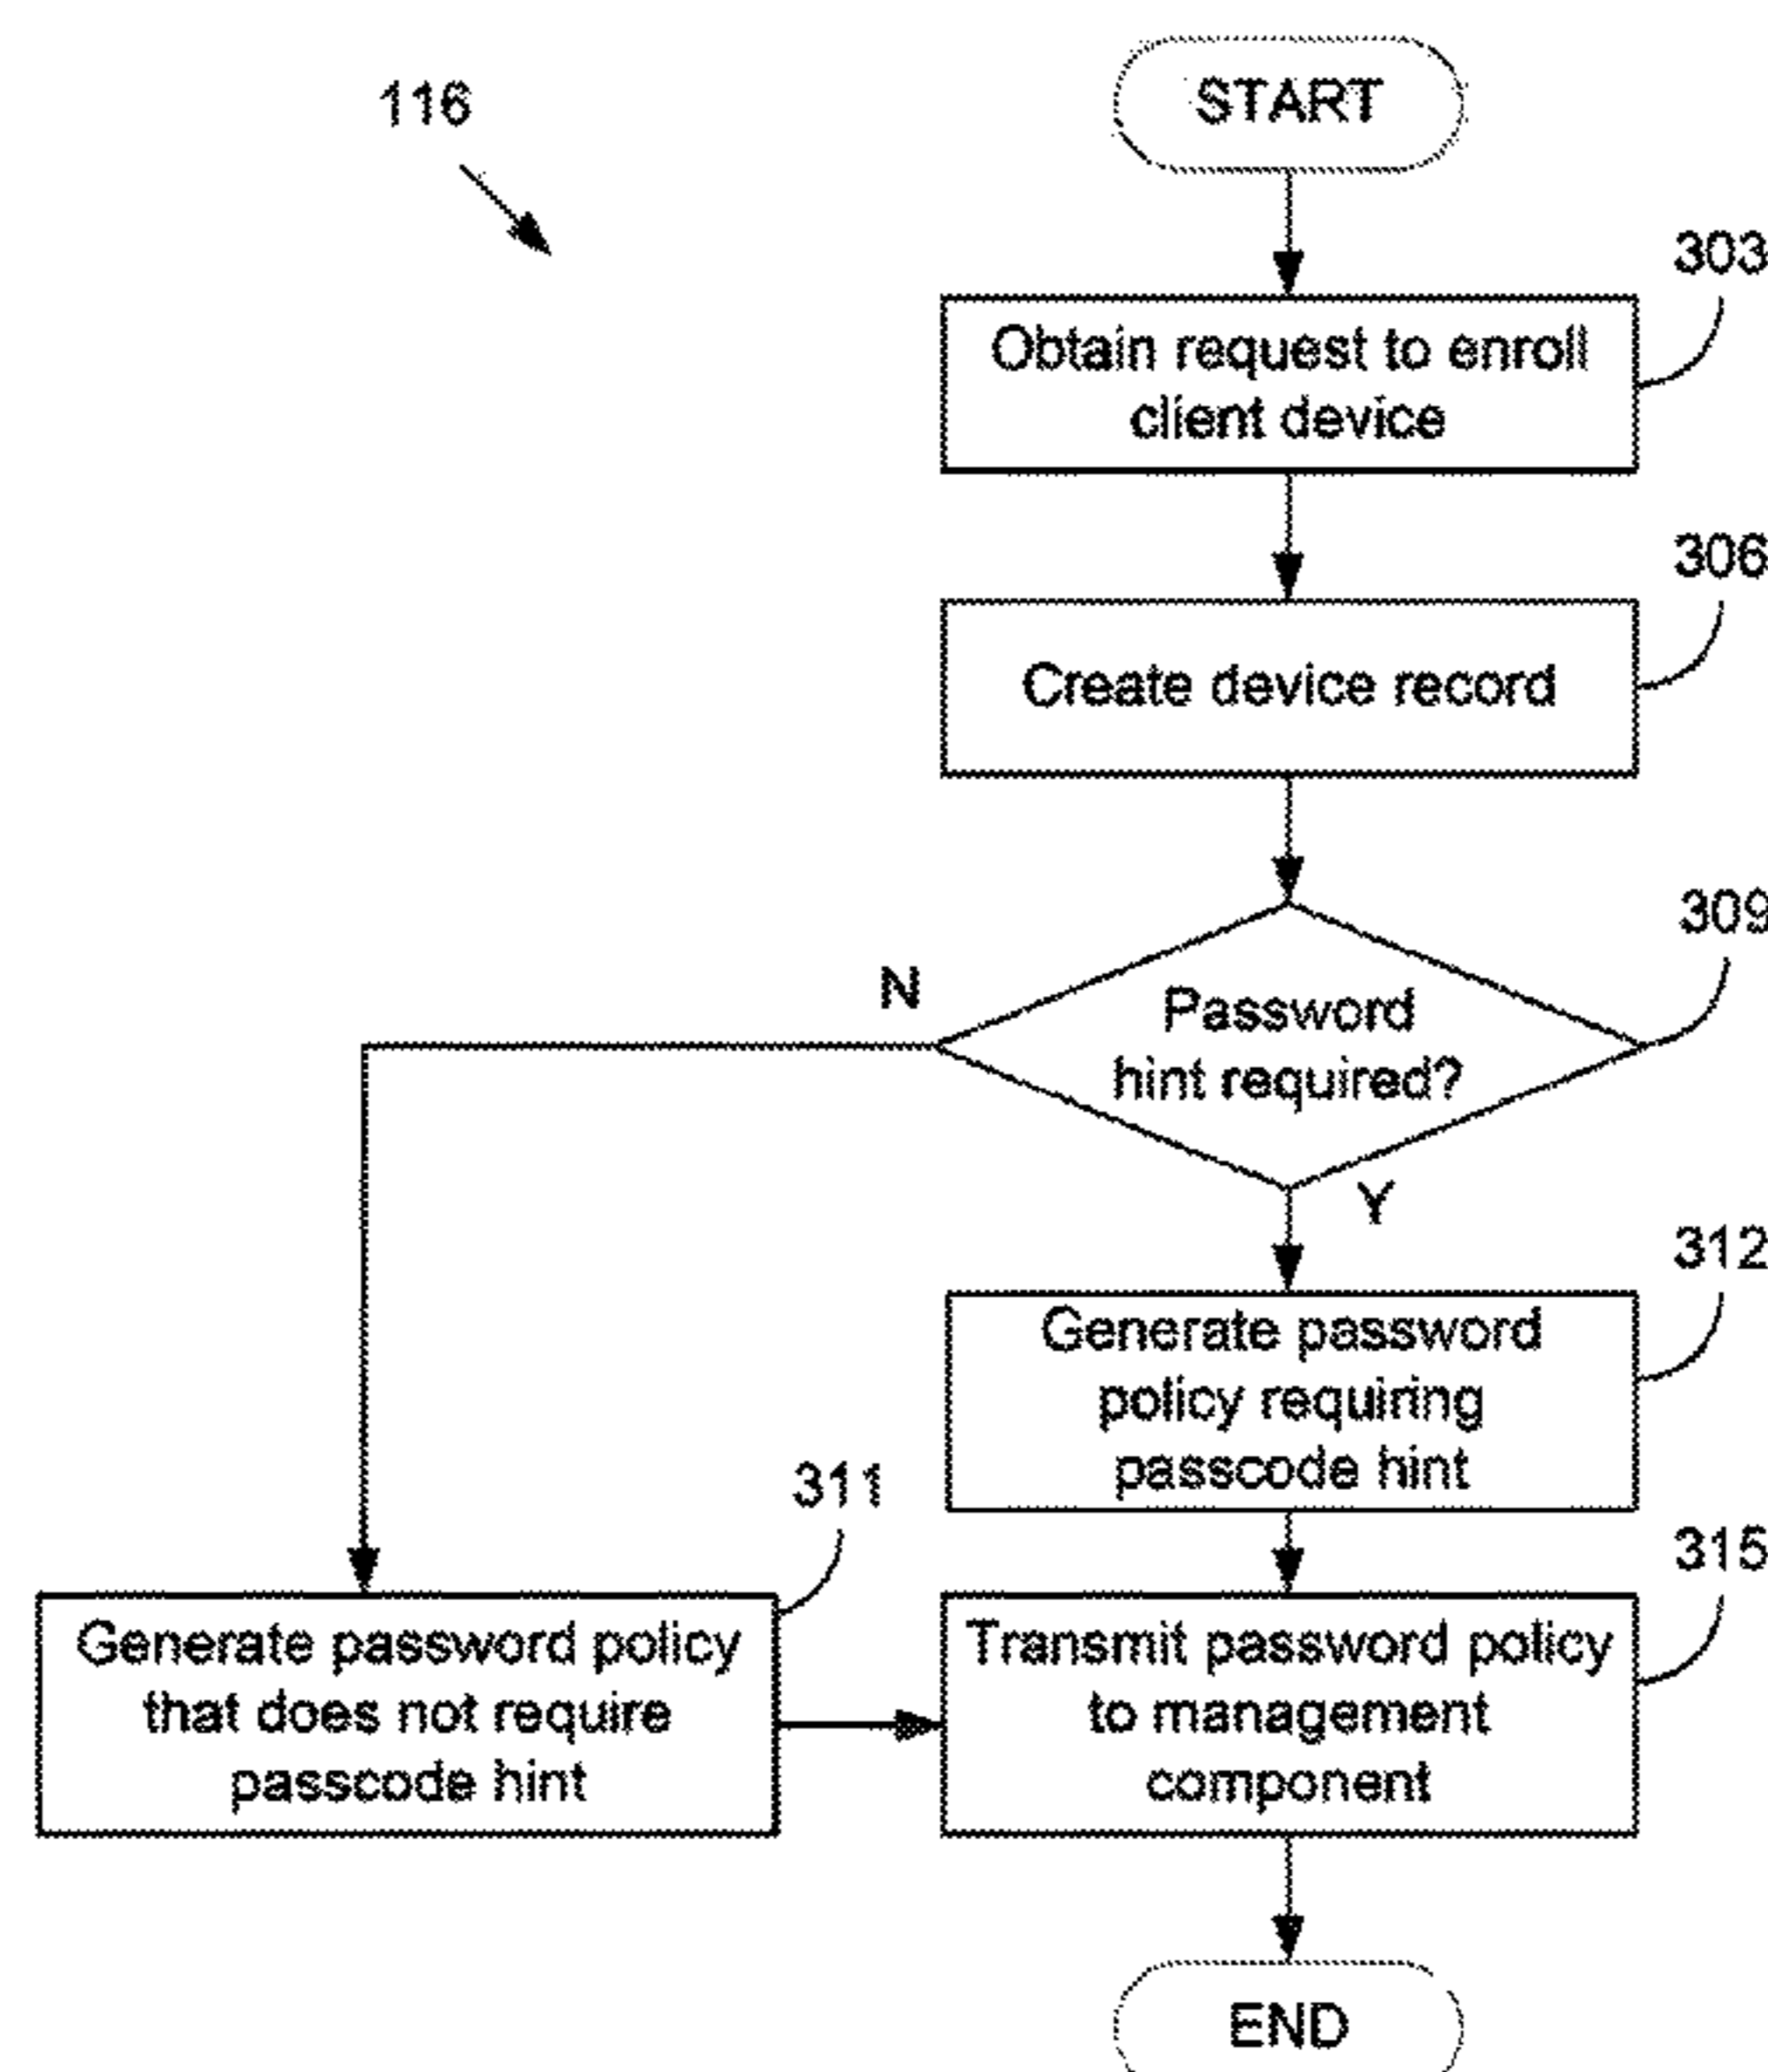 116
START
303
Obtain request to enroll
client device
306
Create device record
309
N
Password
hint required?
Y
312
Generate password
policy requiring
passcode hint
311
315
Generate password policy
that does not require
passcode hint
Transmit password policy
to management
component
END